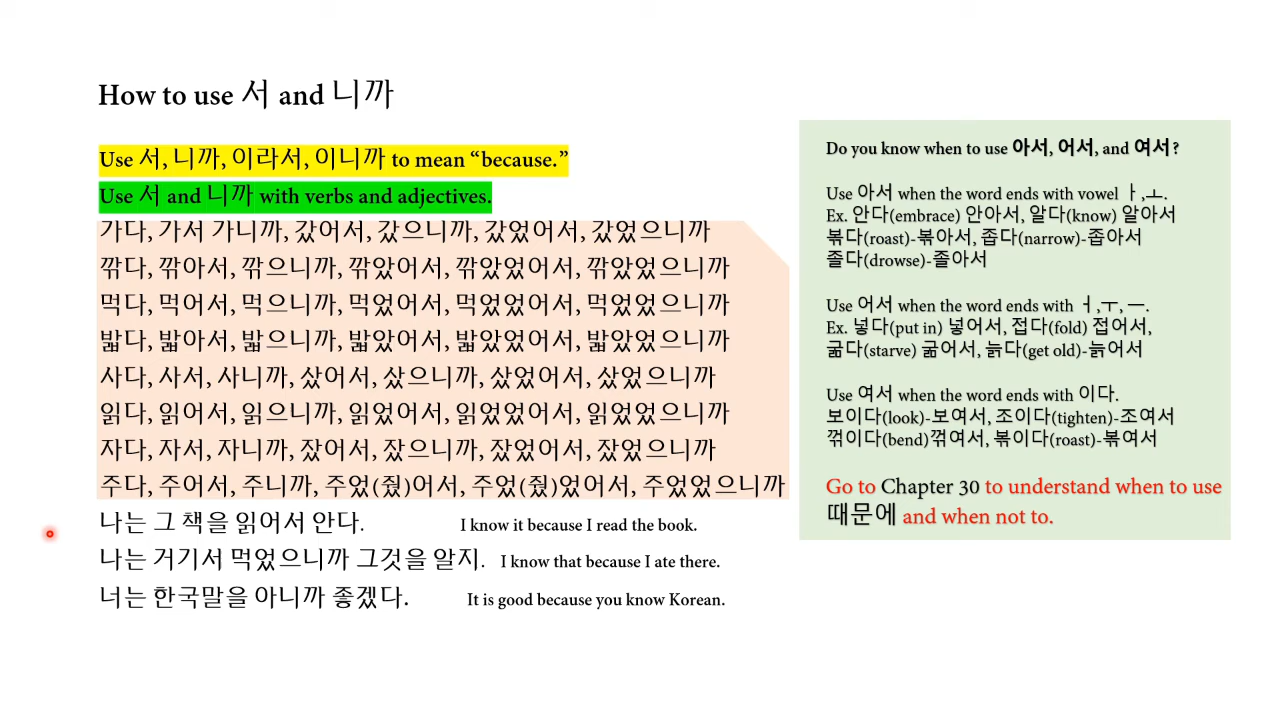 How to use 서 and 니까
Use 서, 니까, 이라서, 이니까 to mean “because.”
Use 서 and 니까 with verbs and adjectives.
가다, 가서 가니까, 갔어서, 갔으니까, 갔었어서, 갔었으니까
깎다, 깎아서, 깎으니까, 깎았어서, 깎았었어서, 깎았었으니까
먹다, 먹어서, 먹으니까, 먹었어서, 먹었었어서, 먹었었으니까
밟다, 밟아서, 밟으니까, 밟았어서, 밟았었어서, 밟았었으니까
사다, 사서, 사니까, 샀어서, 샀으니까, 샀었어서, 샀었으니까
읽다, 읽어서, 읽으니까, 읽었어서, 읽었었어서, 읽었었으니까
자다, 자서, 자니까, 잤어서, 잤으니까, 잤었어서, 잤었으니까
주다, 주어서, 주니까, 주었(줬)어서, 주었(줬)었어서, 주었었으니까
나는 그 책을 읽어서 안다. I know it because I read the book.
나는 거기서 먹었으니까 그것을 알지. I know that because I ate there.
너는 한국말을 아니까 좋겠다. It is good because you know Korean.
Do you know when to use 아서, 어서, and 여서?
Use 아서 when the word ends with vowel ㅏ,ㅗ.
Ex. 안다(embrace) 안아서, 알다(know) 알아서
볶다(roast)-볶아서, 좁다(narrow)-좁아서
졸다(drowse)-졸아서
Use 어서 when the word ends with ㅓ,ㅜ, ㅡ.
Ex. 넣다(put in) 넣어서, 접다(fold) 접어서,
굶다(starve) 굶어서, 늙다(get old)-늙어서
Use 여서 when the word ends with 이다.
보이다(look)-보여서, 조이다(tighten)-조여서
꺾이다(bend)꺾여서, 볶이다(roast)-볶여서
Go to Chapter 30 to understand when to use
때문에 and when not to.